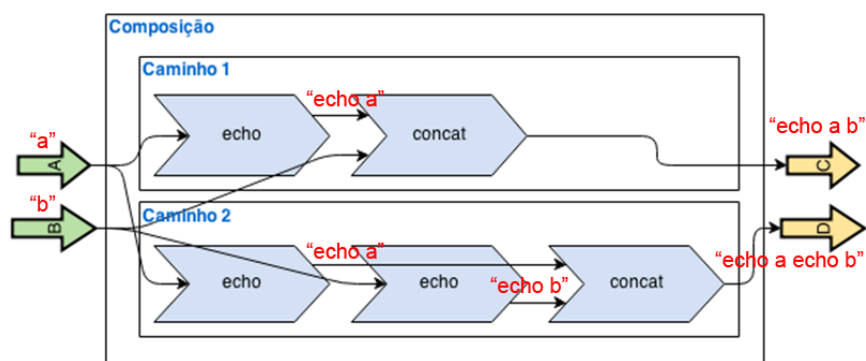 Composição
Caminho 1
"a"
A
echo
"echo a"
concat
"echo a b"
C
"b"
B
Caminho 2
echo
"echo a"
echo
"echo b"
concat
D
"echo a echo b"